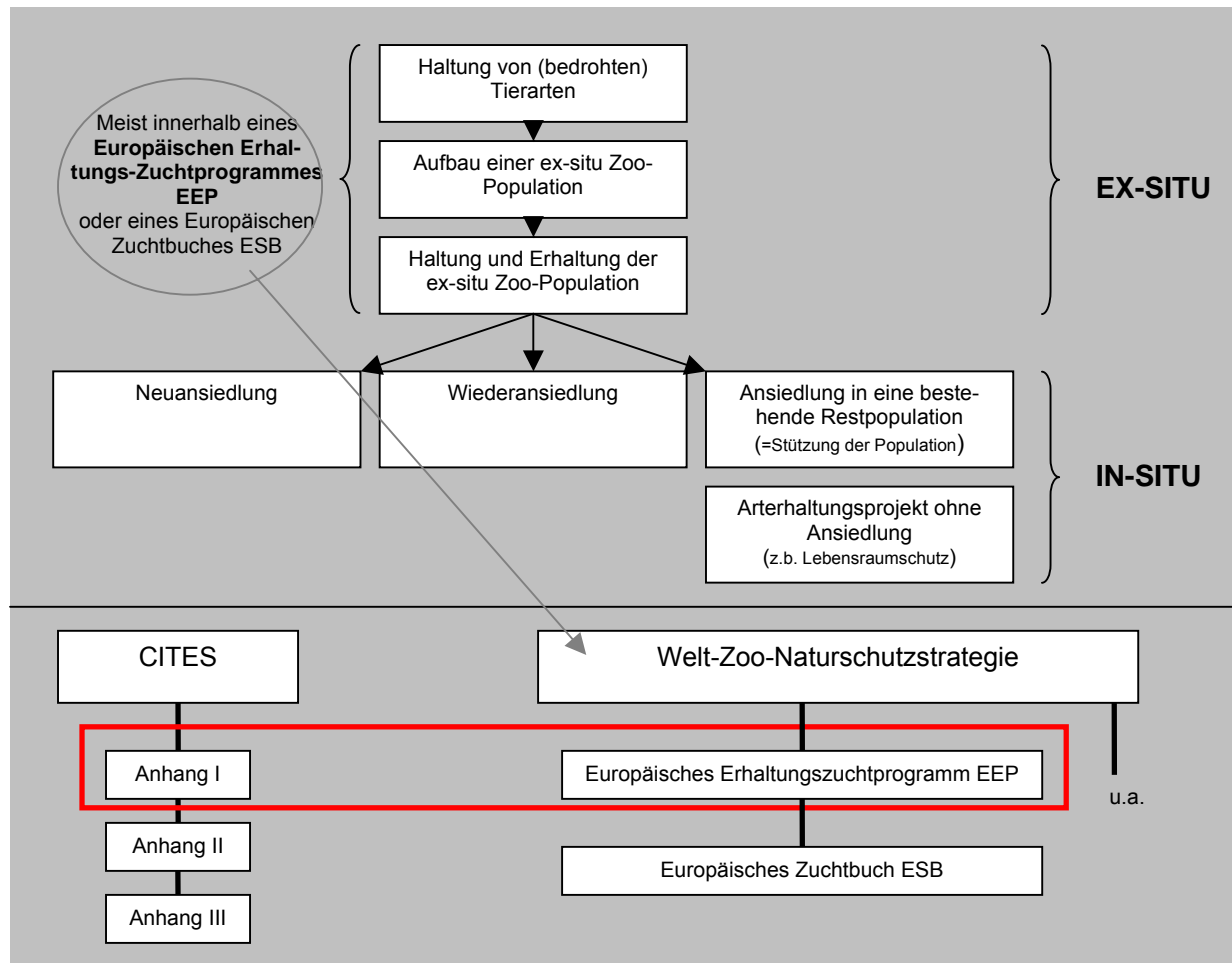 Haltung von (bedrohten)
Tierarten
Meist innerhalb eines
Europäischen Erhal-
tungs-Zuchtprogrammes
EEP
oder eines Europäischen
Zuchtbuches ESB
Aufbau einer ex-situ Zoo-
Population
Haltung und Erhaltung der
ex-situ Zoo-Population
EX-SITU
Neuansiedlung
Wiederansiedlung
Ansiedlung in eine beste-
hende Restpopulation
(=Stützung der Population)
Arterhaltungsprojekt ohne
Ansiedlung
(z.b. Lebensraumschutz)
IN-SITU
CITES
Welt-Zoo-Naturschutzstrategie
Anhang I
Europäisches Erhaltungszuchtprogramm EEP
u.a.
Anhang II
Europäisches Zuchtbuch ESB
Anhang III